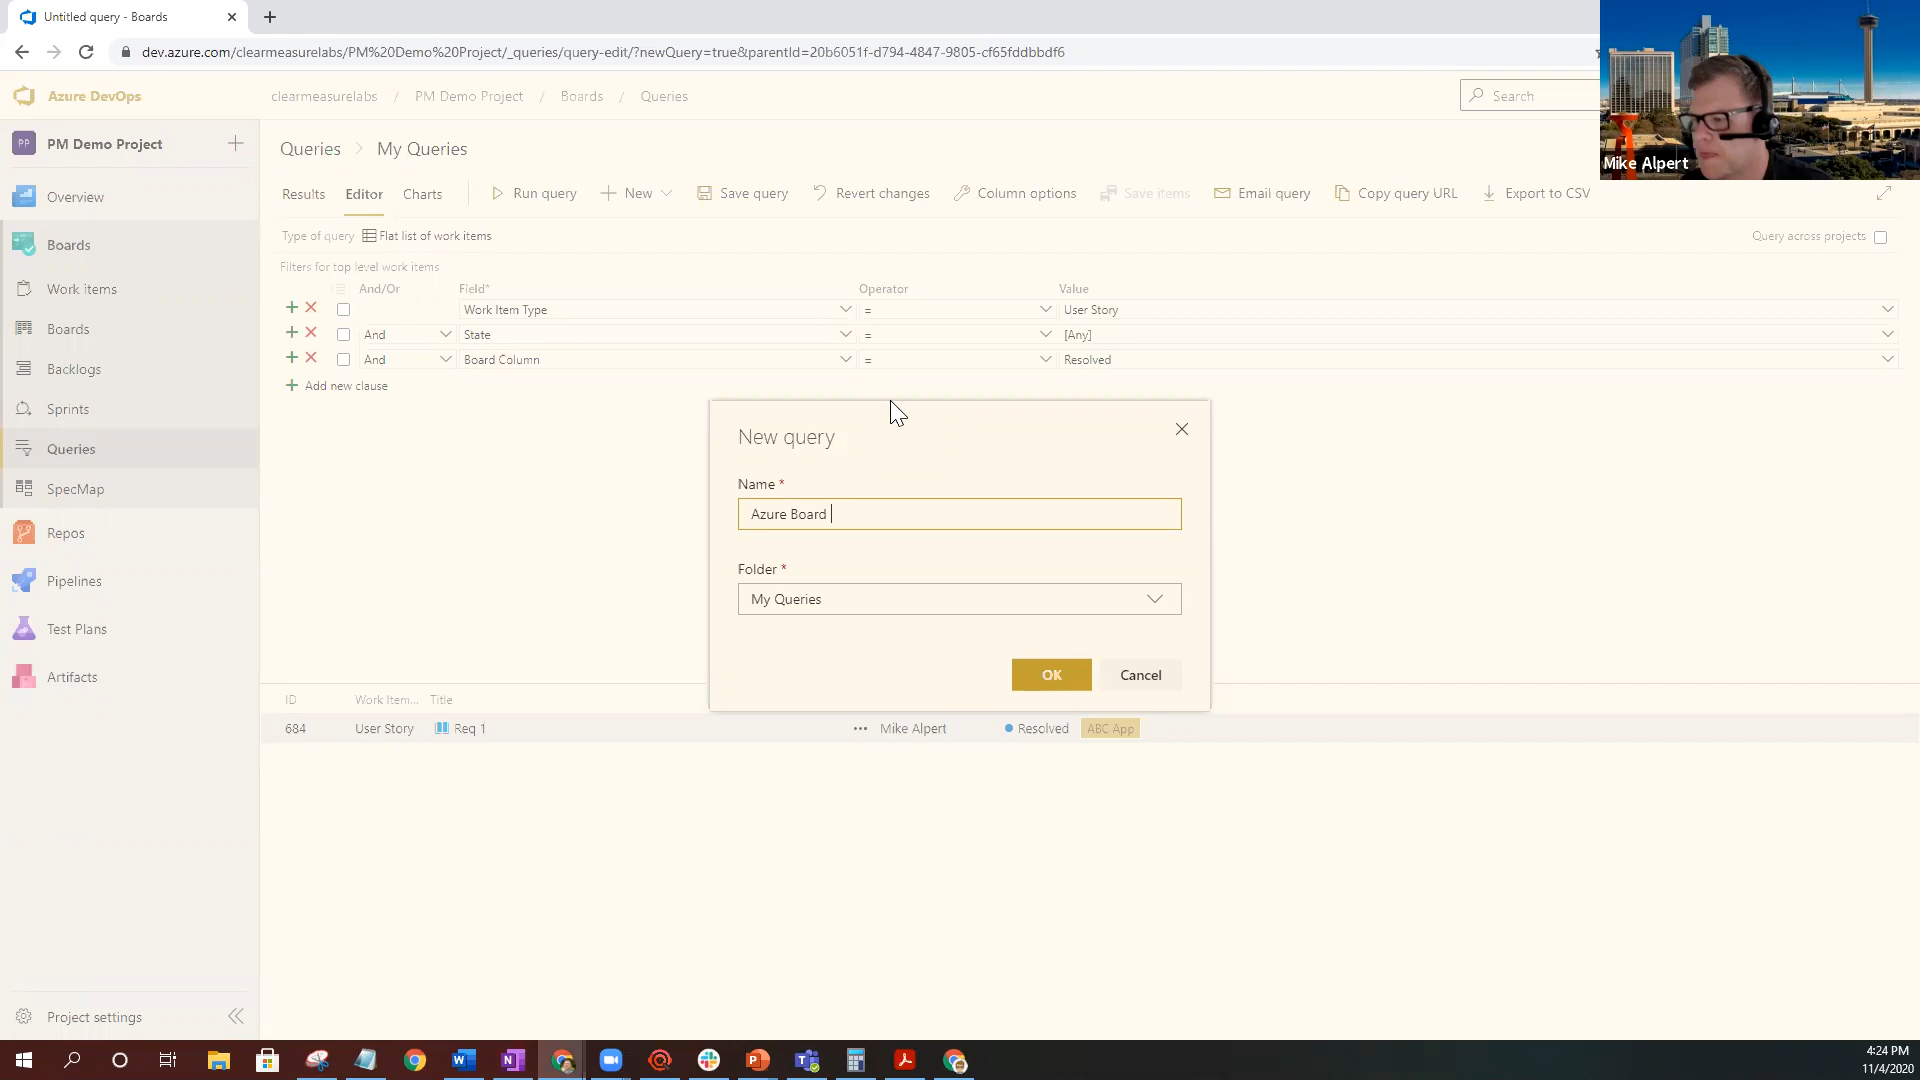 Untitled query - Boards
dev.azure.com/clearmeasurelabs/PM%20Demo%20Project/_queries/query-edit/?newQuery=true&parentId=20b6051f-d794-4847-9805-cf65fddbbdf6
Azure DevOps
clearmeasurelabs / PM Demo Project / Boards / Queries
Search
Mike Alpert
PP PM Demo Project
Overview
Boards
Work items
Boards
Backlogs
Sprints
Queries
SpecMap
Repos
Pipelines
Test Plans
Artifacts
Project settings
Queries > My Queries
Results Editor Charts Run query New Save query Revert changes Column options Save items Email query Copy query URL Export to CSV
Type of query Flat list of work items Query across projects
Filters for top level work items
And/Or Field* Operator Value
Work Item Type = User Story
And State = [Any]
And Board Column = Resolved
Add new clause
New query
Name *
Azure Board
Folder *
My Queries
OK Cancel
ID Work Item... Title
684 User Story Req 1 ... Mike Alpert Resolved ABC App
4:24 PM
11/4/2020